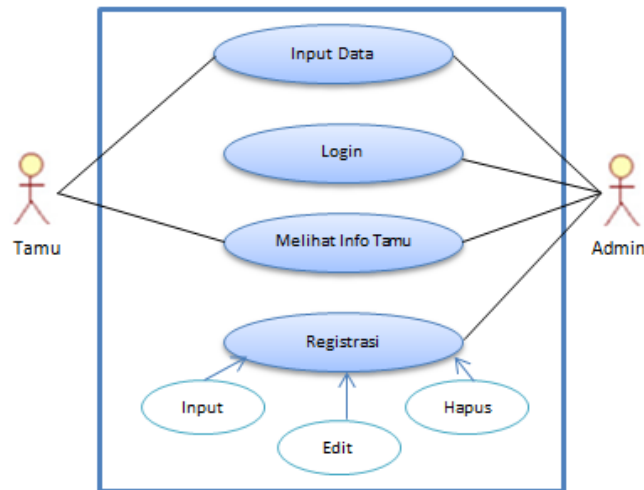 Input Data
Login
Tamu
Melihat Info Tamu
Admin
Registrasi
Input
Hapus
Edit